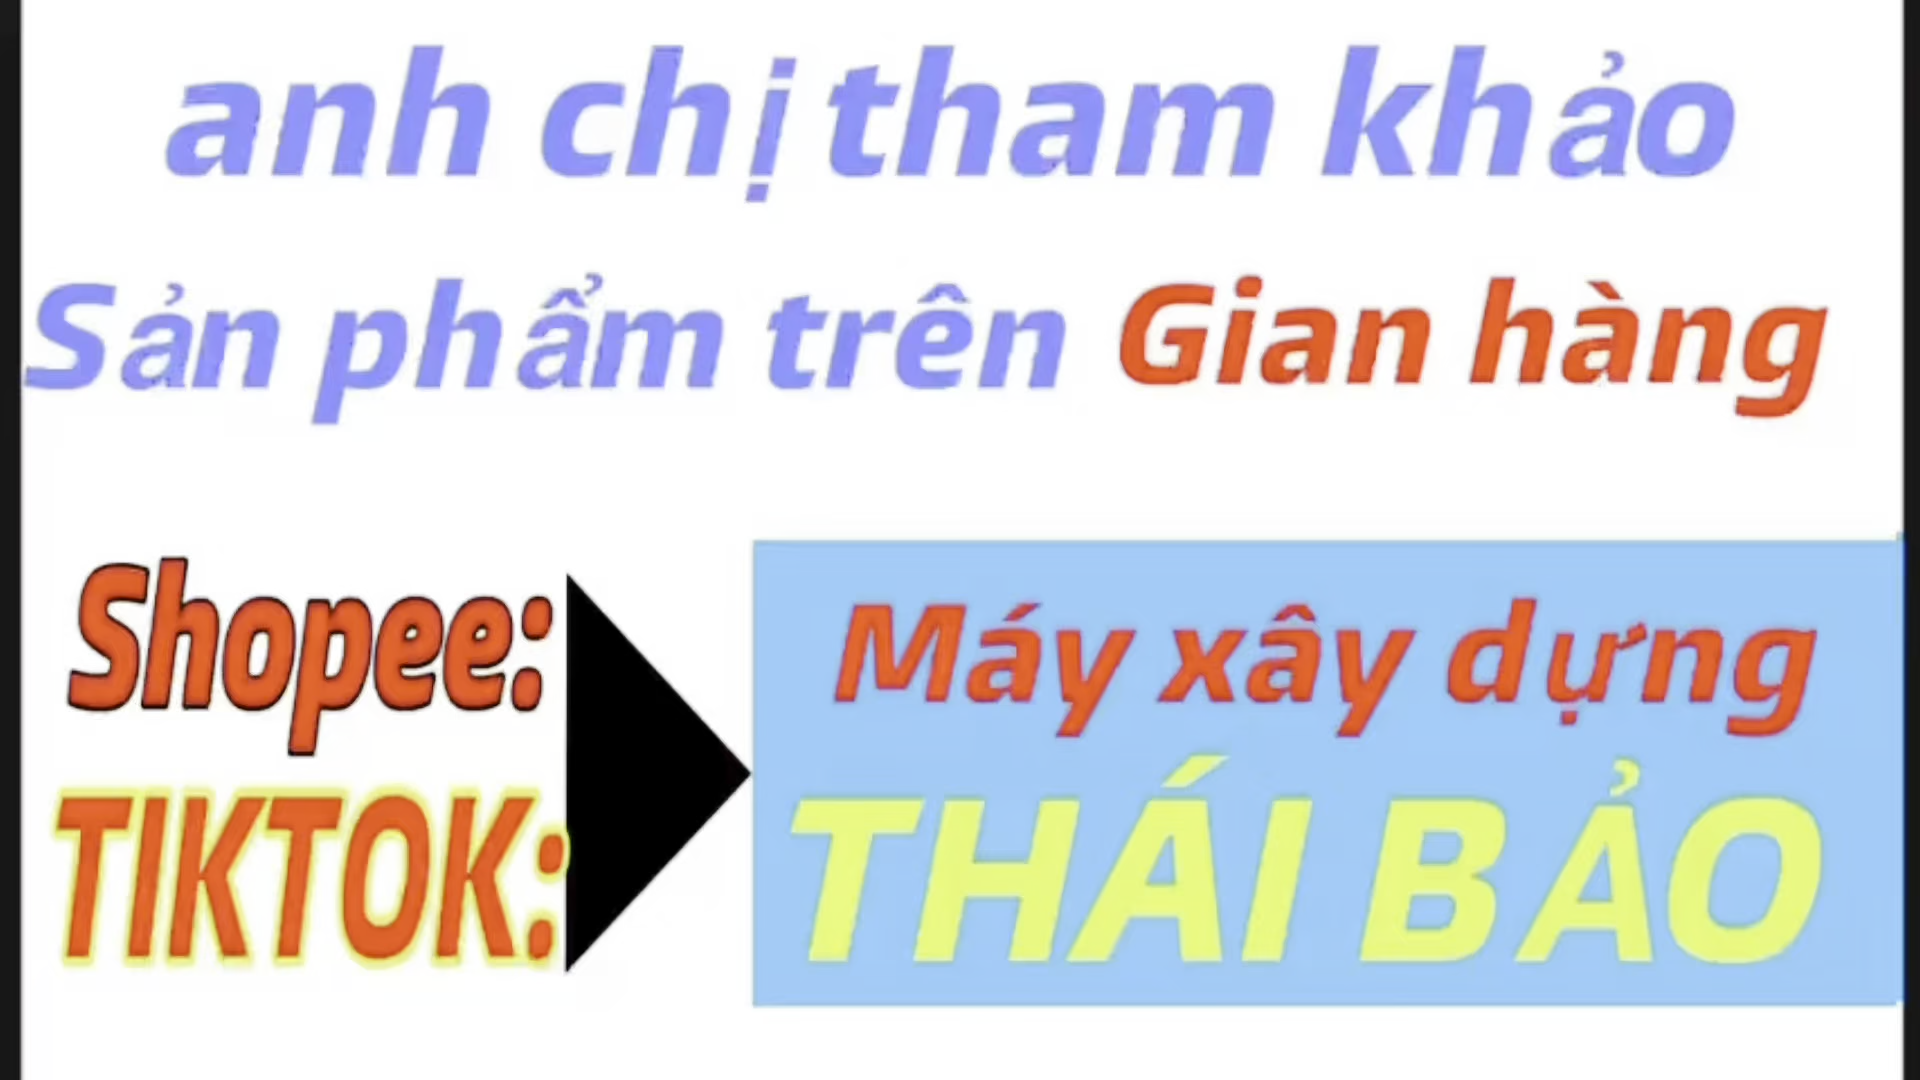 anh chị tham khảo
Sản phẩm trên Gian hàng
Shopee:
TIKTOK:
Máy xây dựng
THÁI BẢO